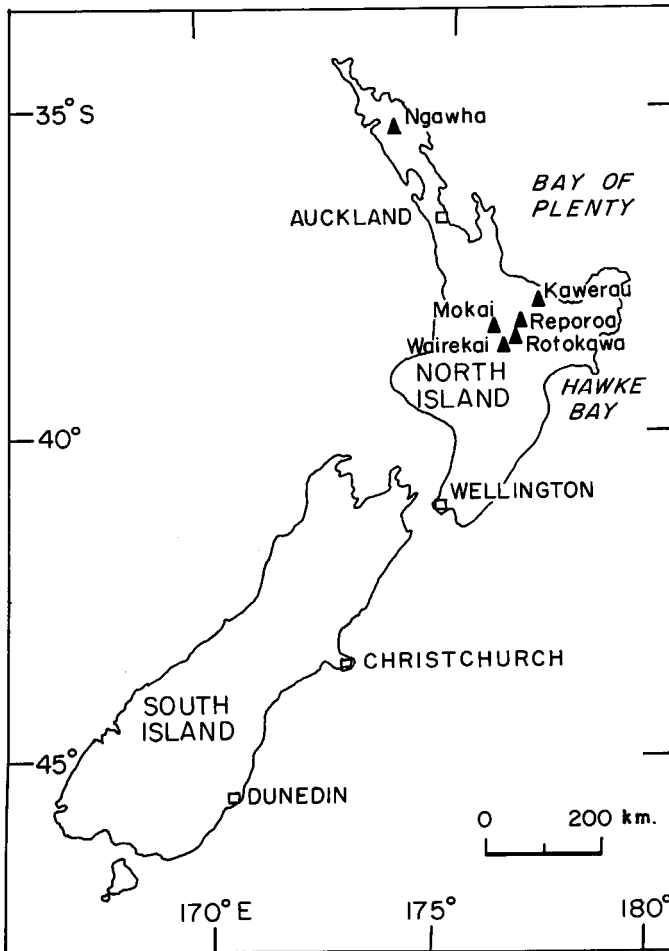 35°S
Ngawha
BAY OF
PLENTY
AUCKLAND
Kawerau
Mokai
Reporoa
Wairekai
Rotokawa
NORTH
ISLAND
HAWKE
BAY
40°
WELLINGTON
CHRISTCHURCH
SOUTH
ISLAND
45°
DUNEDIN
0 200 km.
170°E 175° 180°